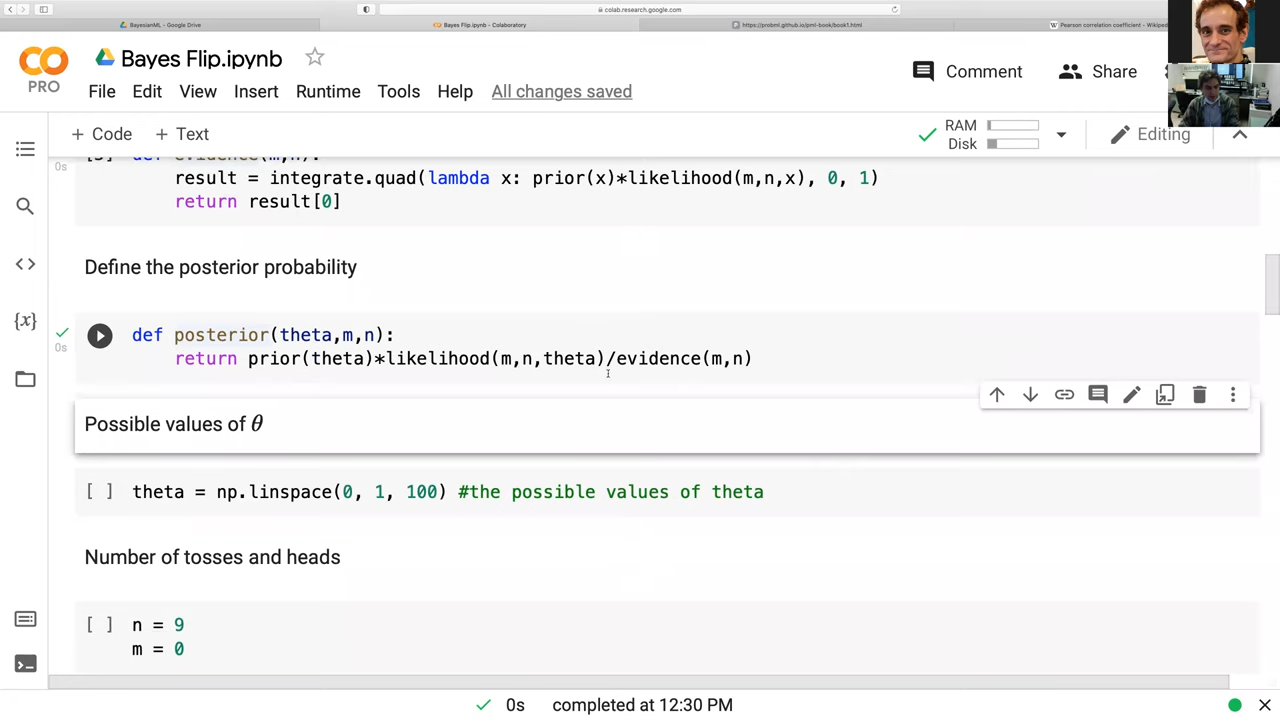 colab.research.google.com
BayesianML - Google Drive
Bayes Flip.ipynb - Colaboratory
https://probml.github.io/pml-book/book1.html
Pearson correlation coefficient - Wikiped
PRO
Bayes Flip.ipynb
File Edit View Insert Runtime Tools Help All changes saved
Comment
Share
+ Code + Text
RAM
Disk
Editing
[3] def evidence(m,n):
0s
result = integrate.quad(lambda x: prior(x)*likelihood(m,n,x), 0, 1)
return result[0]
Define the posterior probability
def posterior(theta,m,n):
0s
return prior(theta)*likelihood(m,n,theta)/evidence(m,n)
Possible values of θ
[ ] theta = np.linspace(0, 1, 100) #the possible values of theta
Number of tosses and heads
[ ] n = 9
m = 0
0s completed at 12:30 PM